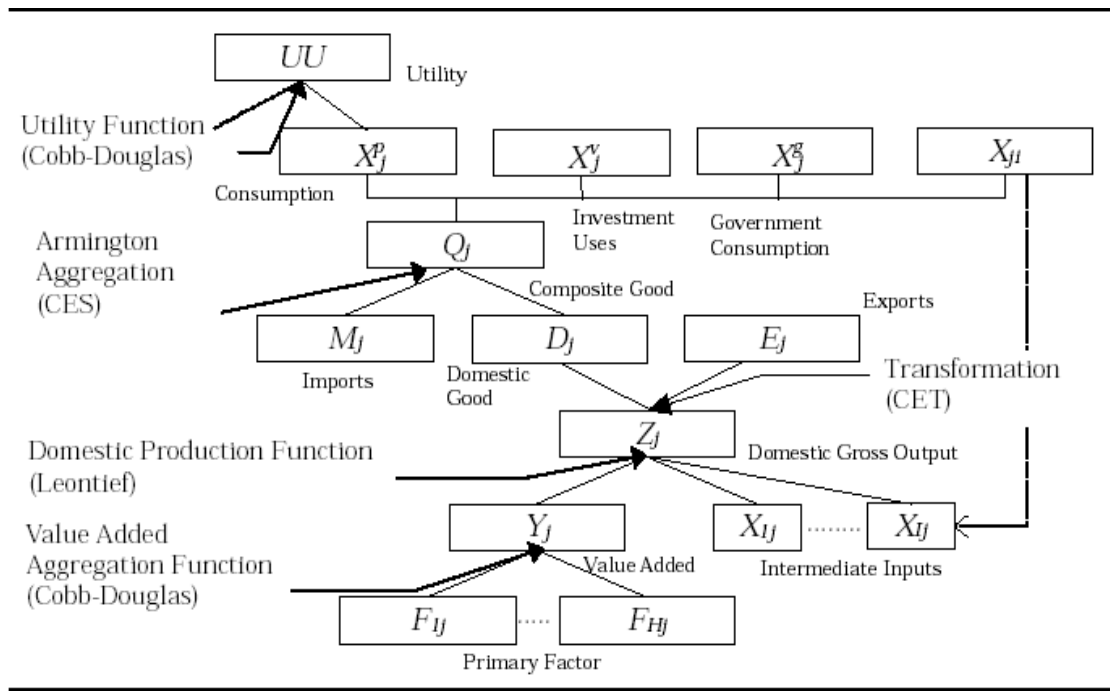 UU
Utility
Utility Function
(Cobb-Douglas)
X^p_j
X^v_j
X^g_j
X_ji
Consumption
Investment
Uses
Government
Consumption
Armington
Aggregation
(CES)
Q_j
Composite Good
Exports
M_j
D_j
E_j
Imports
Domestic
Good
Transformation
(CET)
Z_j
Domestic Production Function
(Leontief)
Domestic Gross Output
Y_j
X_Ij ........ X_Ij
Value Added
Aggregation Function
(Cobb-Douglas)
Value Added
Intermediate Inputs
F_Ij ..... F_Hj
Primary Factor